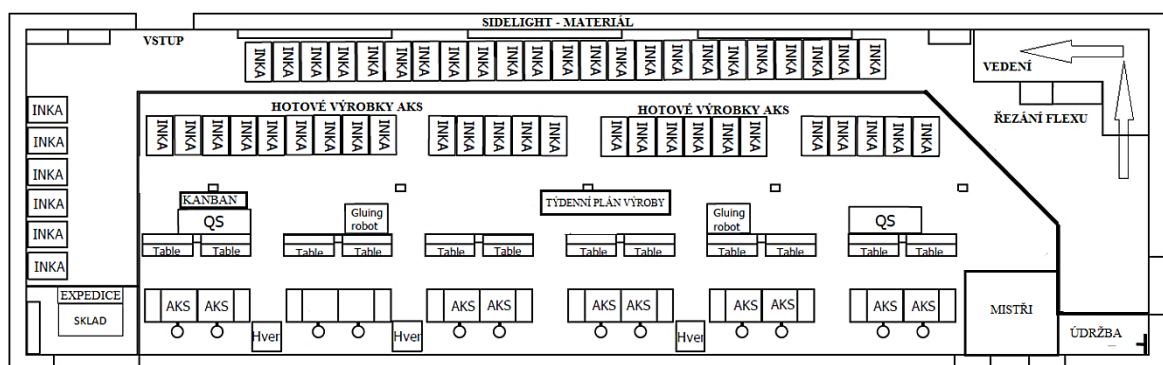 SIDELIGHT - MATERIÁL
VSTUP
INKA INKA INKA INKA INKA INKA INKA INKA INKA INKA INKA INKA INKA INKA INKA INKA INKA INKA INKA INKA INKA INKA INKA
VEDENÍ
HOTOVÉ VÝROBKY AKS
HOTOVÉ VÝROBKY AKS
ŘEZÁNÍ FLEXU
INKA INKA INKA INKA INKA INKA INKA INKA INKA
INKA INKA INKA INKA INKA
INKA INKA INKA INKA INKA INKA
INKA INKA INKA INKA INKA
INKA
INKA
INKA
INKA
INKA
INKA
KANBAN
QS
Gluing
robot
TÝDENNÍ PLÁN VÝROBY
Gluing
robot
QS
Table Table Table Table Table Table Table Table Table Table Table Table
EXPEDICE
SKLAD
AKS AKS AKS AKS AKS AKS AKS AKS AKS AKS
Hver Hver Hver
MISTŘI
ÚDRŽBA